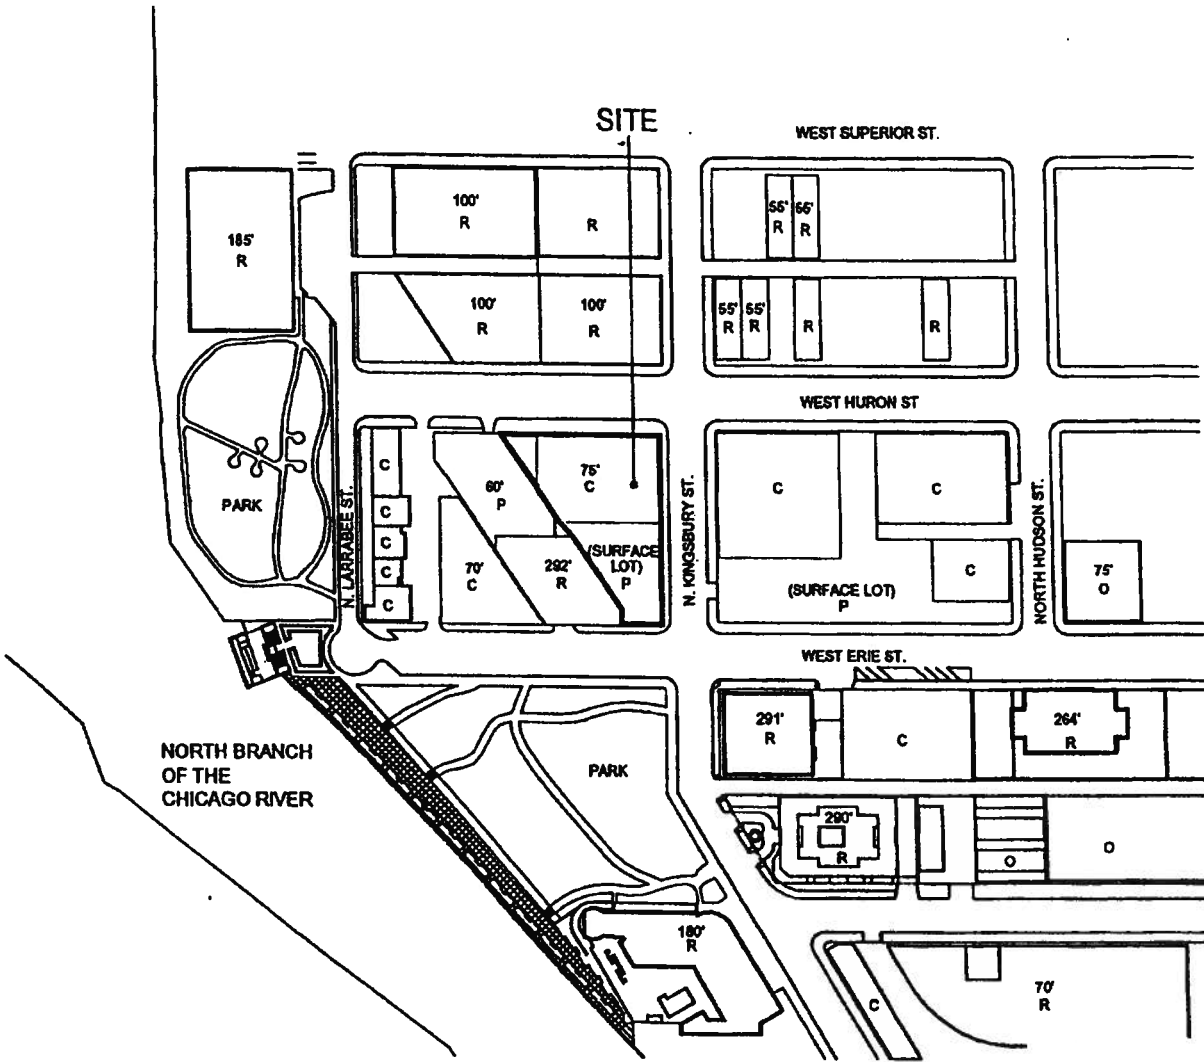 SITE
WEST SUPERIOR ST.
100'
R
R
55'
R
55'
R
185'
R
100'
R
100'
R
55'
R
55'
R
R
R
WEST HURON ST
C
C
C
C
C
60'
P
75'
C
70'
C
292'
R
(SURFACE
LOT)
P
C
C
C
(SURFACE LOT)
P
75'
O
PARK
N. LARRABEE ST.
N. KINGSBURY ST.
NORTH HUDSON ST.
WEST ERIE ST.
291'
R
C
264'
R
NORTH BRANCH
OF THE
CHICAGO RIVER
PARK
290'
R
O
O
180'
R
C
70'
R